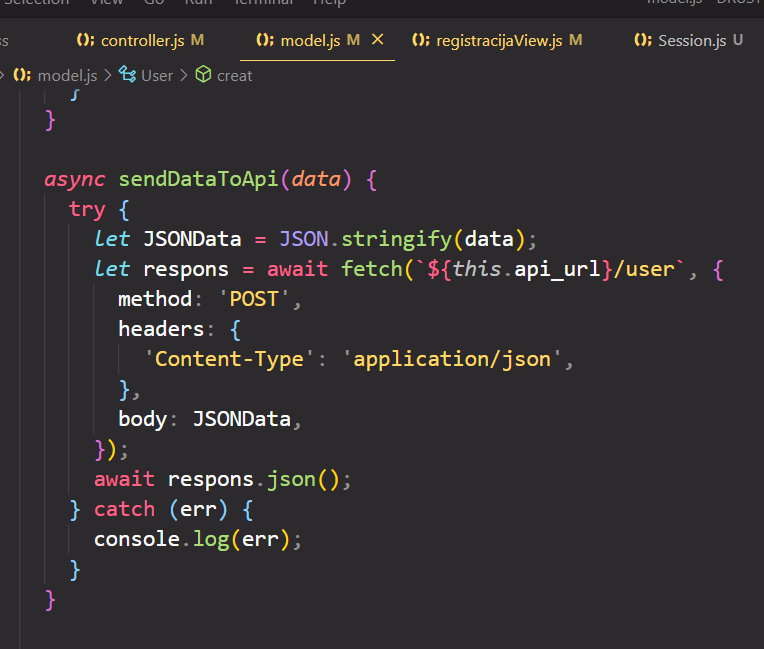 Selection View Go Run Terminal Help model.js - DROST
ss controller.js M model.js M × registracijaView.js M Session.js U
> model.js > User > creat
}
}
async sendDataToApi(data) {
try {
let JSONData = JSON.stringify(data);
let respons = await fetch(`${this.api_url}/user`, {
method: 'POST',
headers: {
'Content-Type': 'application/json',
},
body: JSONData,
});
await respons.json();
} catch (err) {
console.log(err);
}
}